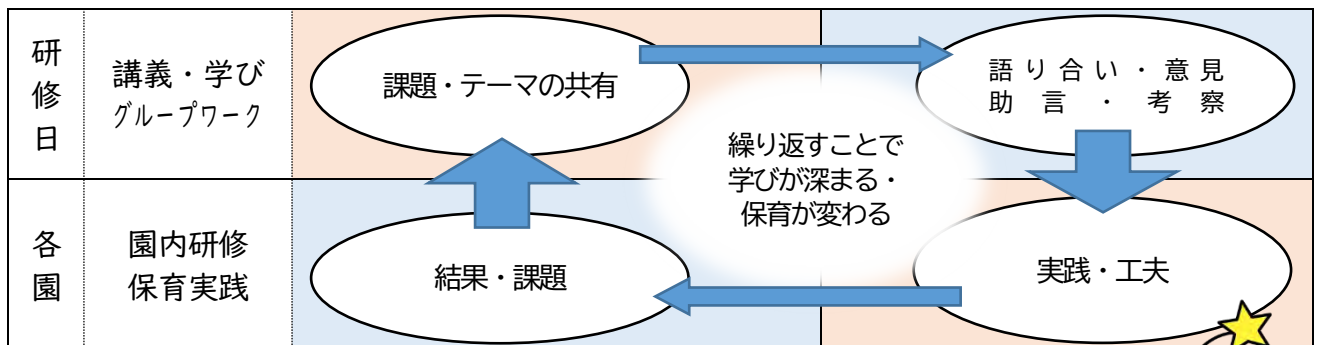 研修日
講義・学び
グループワーク
課題・テーマの共有
語り合い・意見
助言・考察
繰り返すことで
学びが深まる・
保育が変わる
各園
園内研修
保育実践
結果・課題
実践・工夫